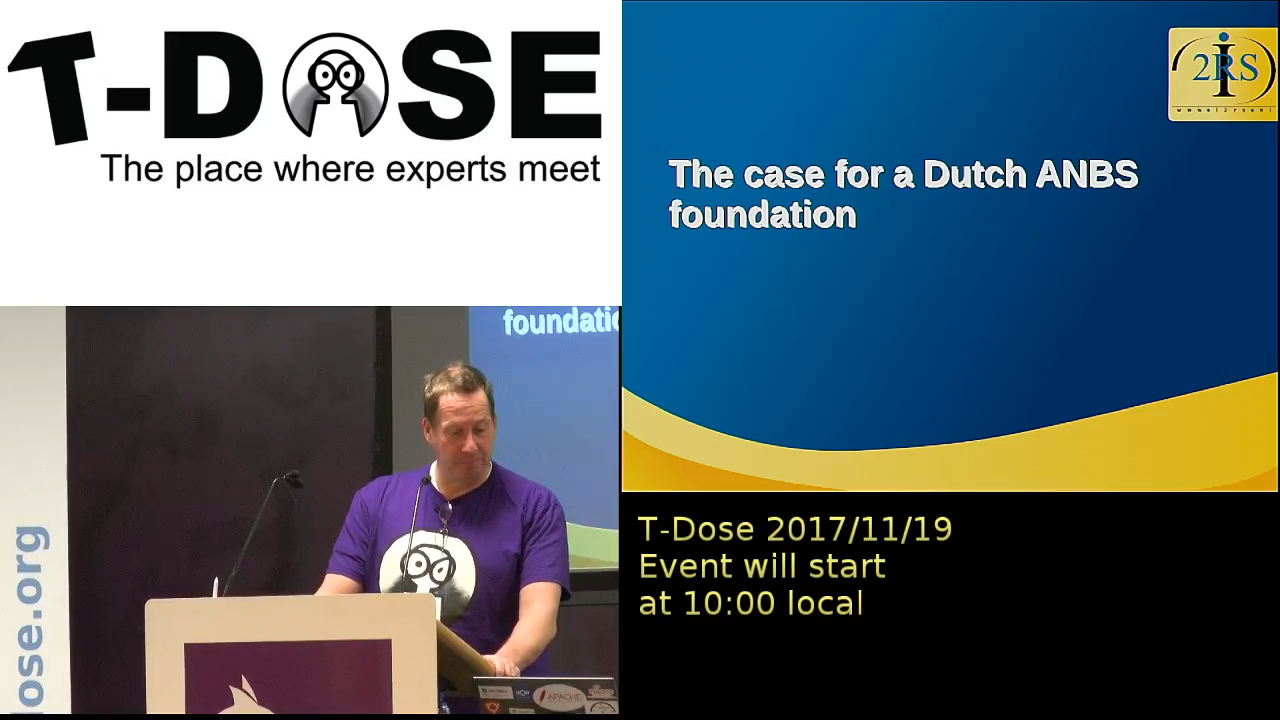 T-DOSE
The place where experts meet
i
2RS
The case for a Dutch ANBS
foundation
foundatio
ose.org
APACHE
T-Dose 2017/11/19
Event will start
at 10:00 local